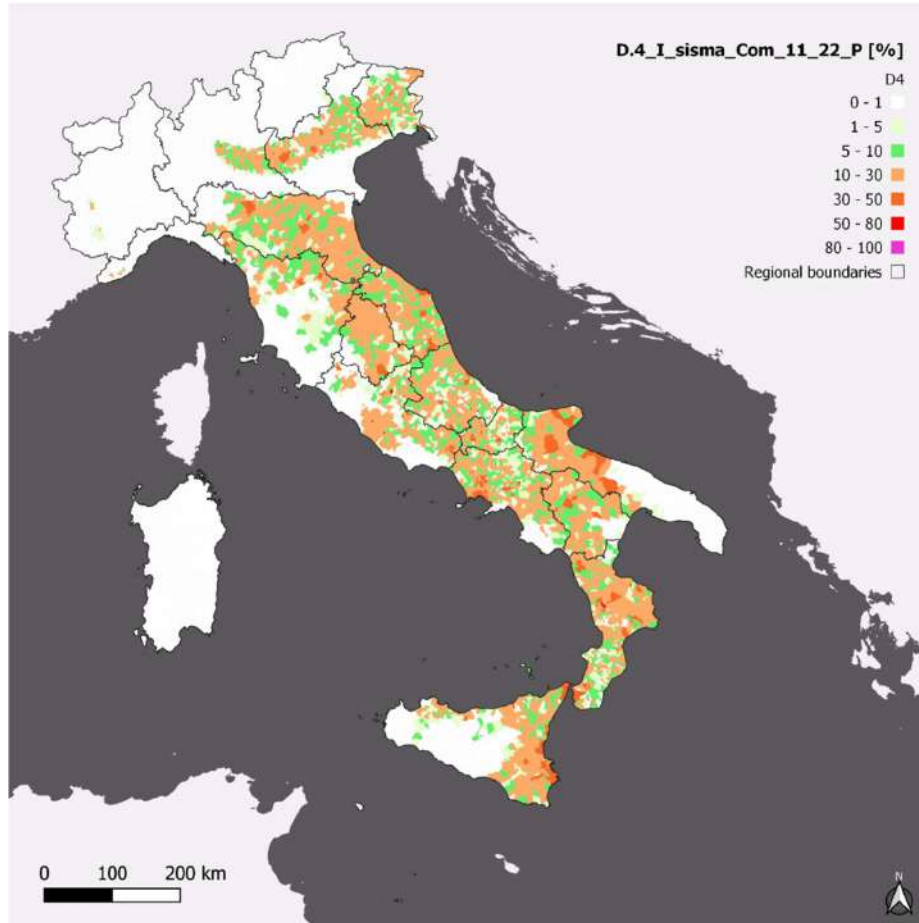 D.4_I_sisma_Com_11_22_P [%]
D4
0 - 1
1 - 5
5 - 10
10 - 30
30 - 50
50 - 80
80 - 100
Regional boundaries
0 100 200 km
N